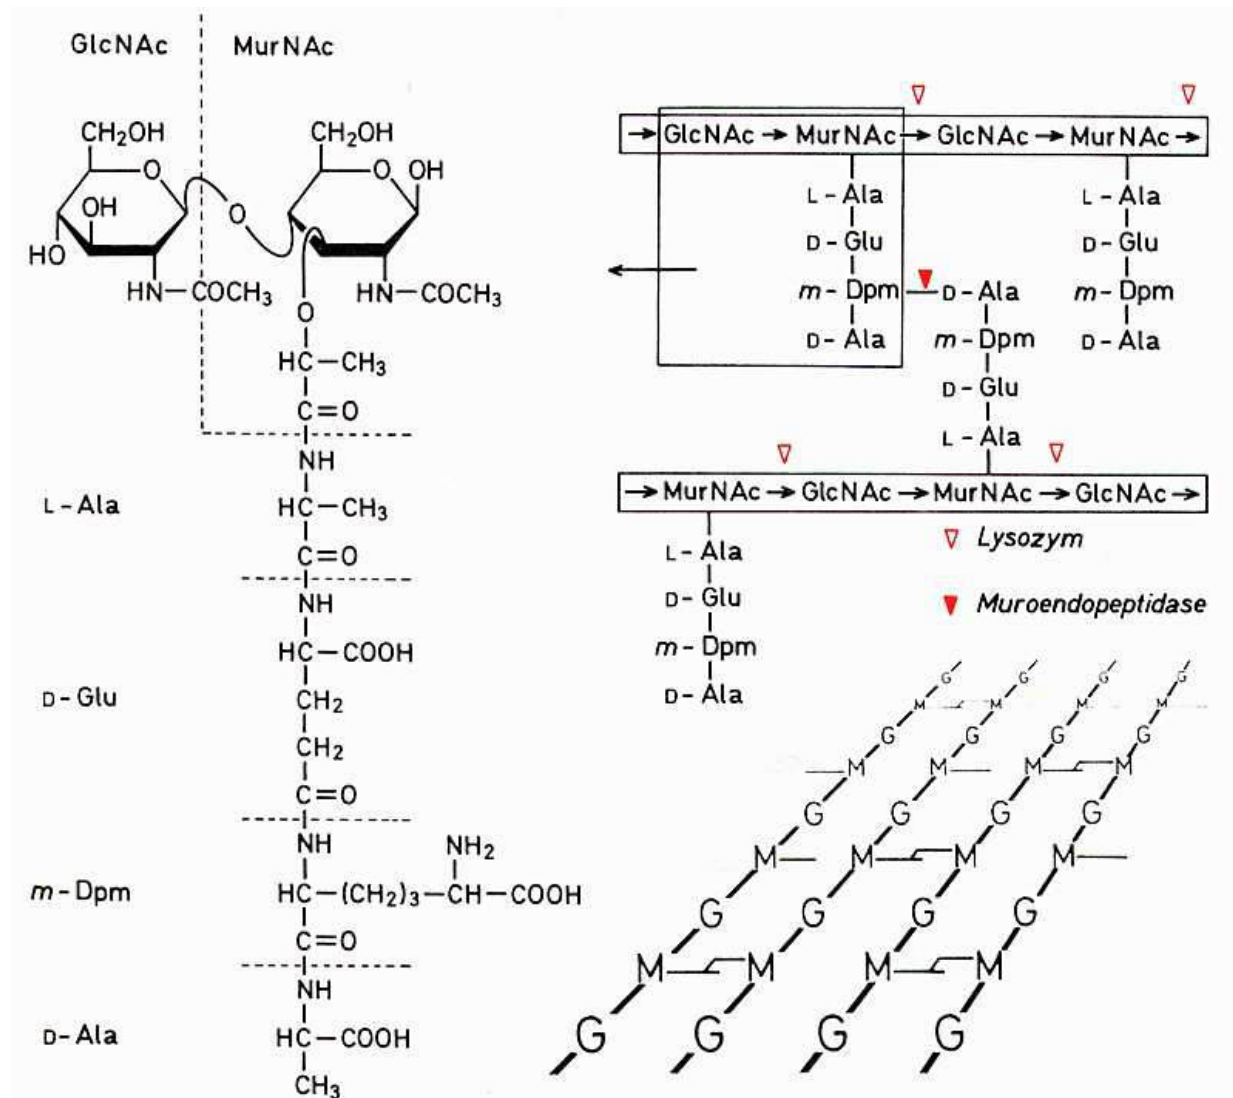 GlcNAc MurNAc
CH₂OH CH₂OH
O O OH
OH O
HO
HN–COCH₃ HN–COCH₃
O
HC–CH₃
C=O
NH
L-Ala HC–CH₃
C=O
NH
HC–COOH
D-Glu CH₂
CH₂
C=O
NH NH₂
m-Dpm HC–(CH₂)₃–CH–COOH
C=O
NH
D-Ala HC–COOH
CH₃
→GlcNAc→MurNAc→GlcNAc→MurNAc→
L-Ala L-Ala
D-Glu D-Glu
m-Dpm–D-Ala m-Dpm
D-Ala m-Dpm D-Ala
D-Glu
L-Ala
→MurNAc→GlcNAc→MurNAc→GlcNAc→
L-Ala
D-Glu
m-Dpm
D-Ala
Lysozym
Muroendopeptidase
G G G G
M M M M
G G G G
M M M M
G G G G
M M M M
G G G G
M M M M
G G G G